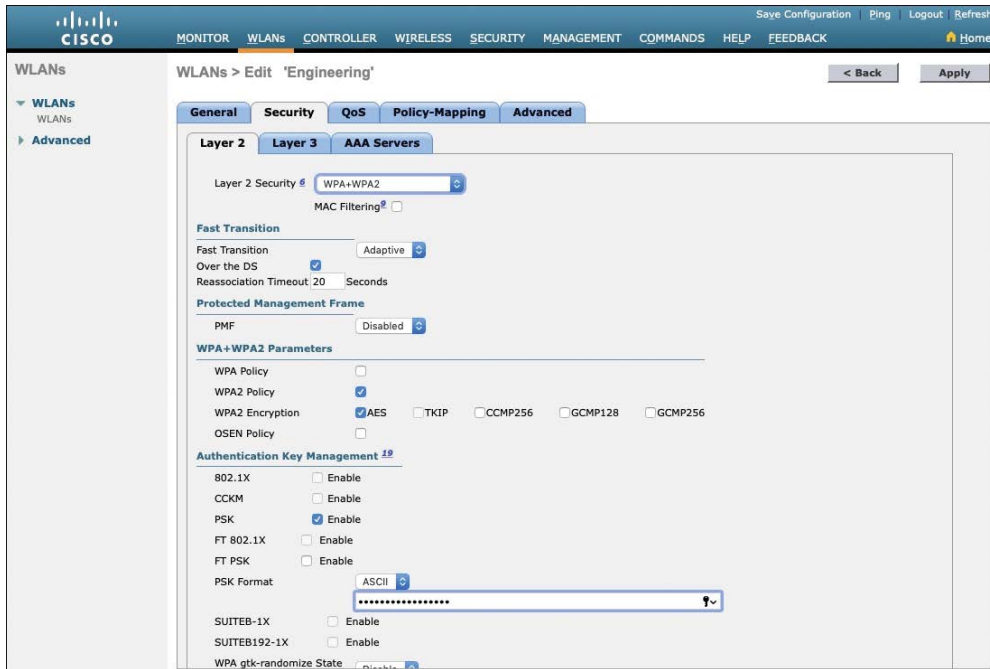 Save Configuration | Ping | Logout | Refresh
CISCO
MONITOR WLANs CONTROLLER WIRELESS SECURITY MANAGEMENT COMMANDS HELP FEEDBACK Home
WLANs
WLANs
WLANs
Advanced
WLANs > Edit 'Engineering'
< Back
Apply
General Security QoS Policy-Mapping Advanced
Layer 2 Layer 3 AAA Servers
Layer 2 Security 6 WPA+WPA2
MAC Filtering 9
Fast Transition
Fast Transition Adaptive
Over the DS
Reassociation Timeout 20 Seconds
Protected Management Frame
PMF Disabled
WPA+WPA2 Parameters
WPA Policy
WPA2 Policy
WPA2 Encryption AES TKIP CCMP256 GCMP128 GCMP256
OSEN Policy
Authentication Key Management 19
802.1X Enable
CCKM Enable
PSK Enable
FT 802.1X Enable
FT PSK Enable
PSK Format ASCII
•••••••••••••••••
SUITEB-1X Enable
SUITEB192-1X Enable
WPA gtk-randomize State Disable